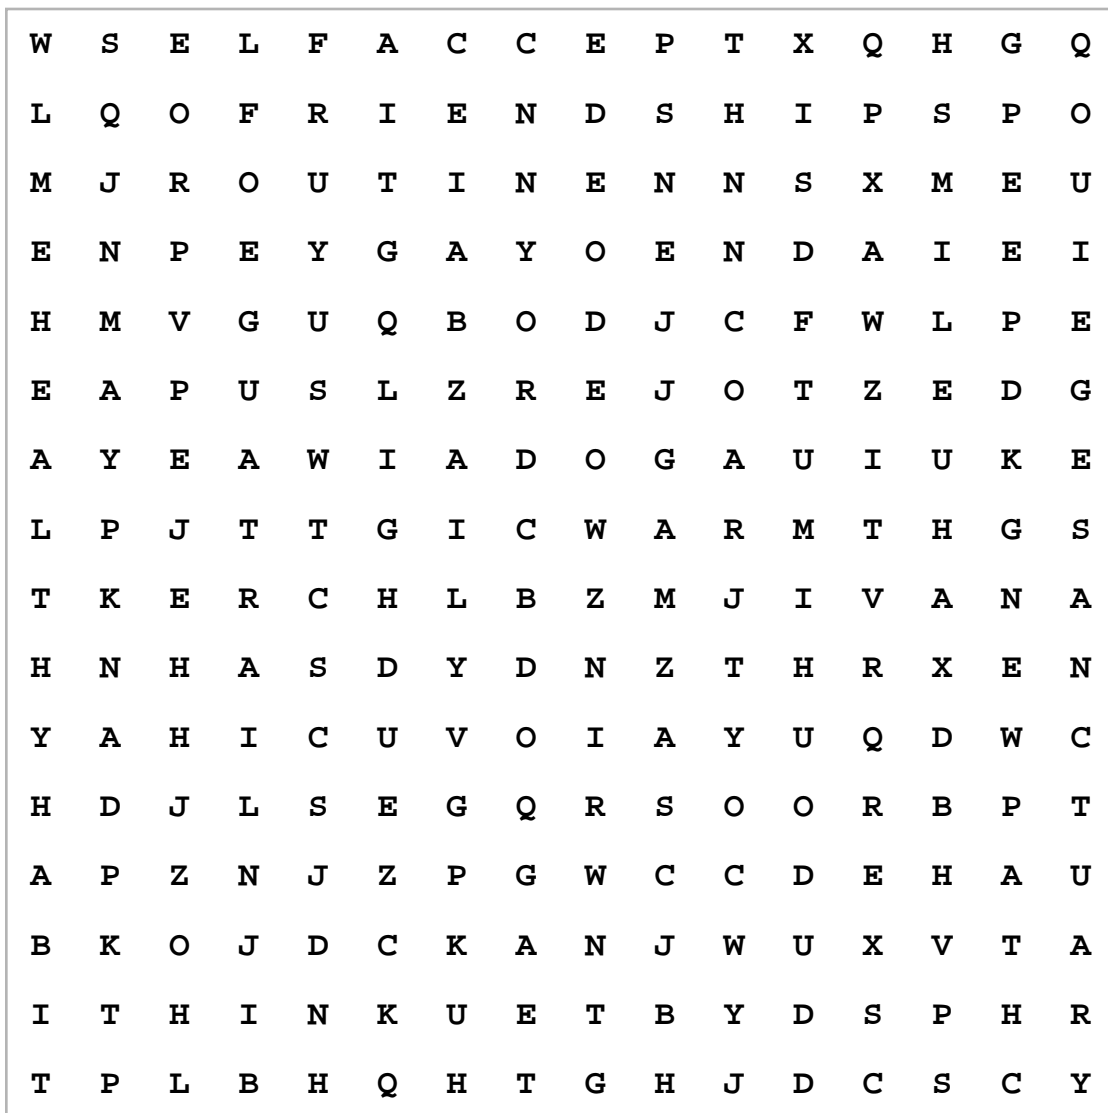 W S E L F A C C E P T X Q H G Q
L Q O F R I E N D S H I P S P O
M J R O U T I N E N N S X M E U
E N P E Y G A Y O E N D A I E I
H M V G U Q B O D J C F W L P E
E A P U S L Z R E J O T Z E D G
A Y E A W I A D O G A U I U K E
L P J T T G I C W A R M T H G S
T K E R C H L B Z M J I V A N A
H N H A S D Y D N Z T H R X E N
Y A H I C U V O I A Y U Q D W C
H D J L S E G Q R S O O R B P T
A P Z N J Z P G W C C D E H A U
B K O J D C K A N J W U X V T A
I T H I N K U E T B Y D S P H R
T P L B H Q H T G H J D C S C Y